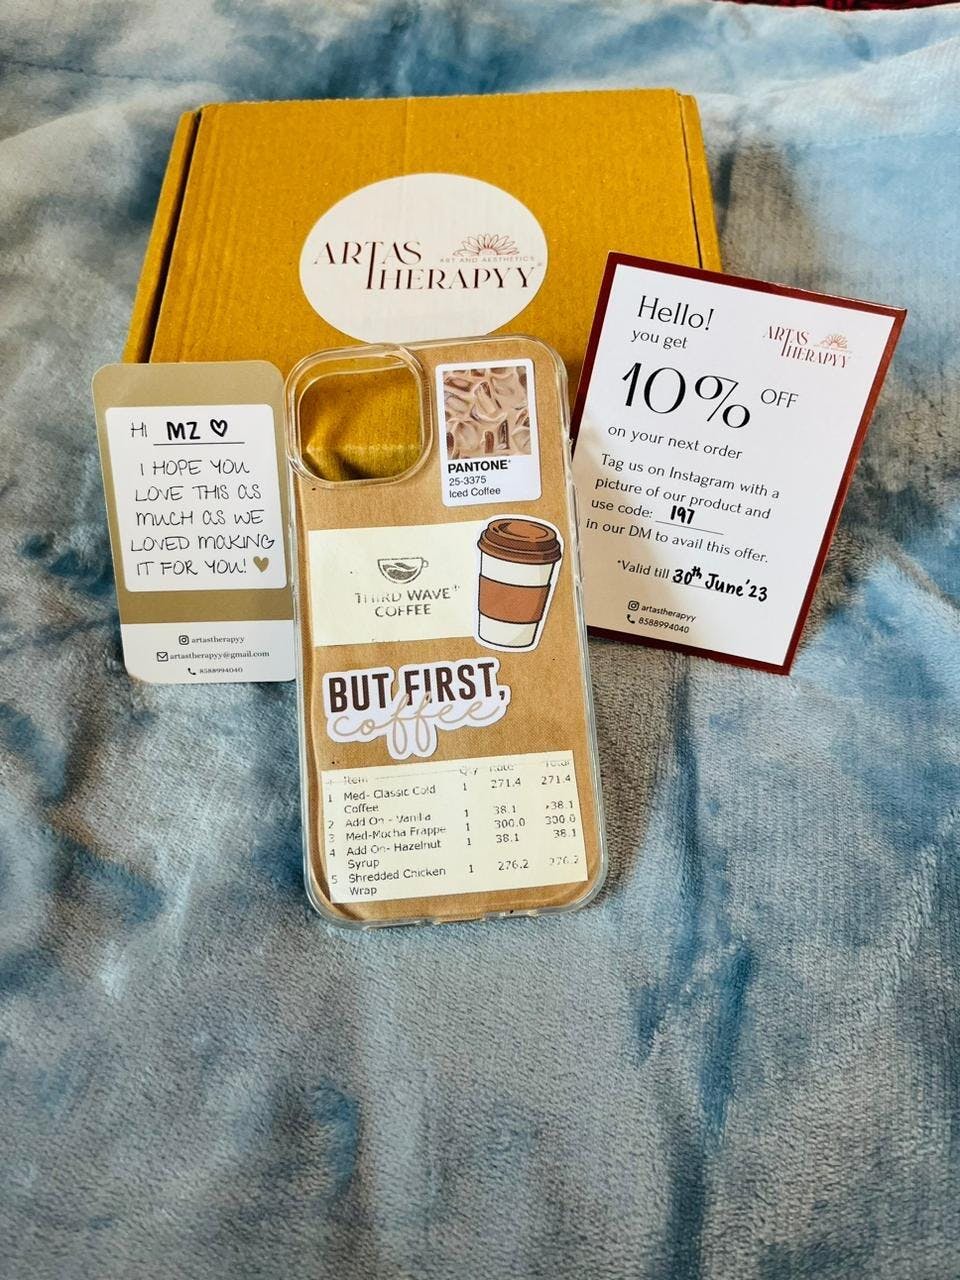 ARTAS
ART AND AESTHETICS
THERAPYY
HI MZ ♡
I HOPE YOU
LOVE THIS AS
MUCH AS WE
LOVED MAKING
IT FOR YOU! ♥
artastherapyy
artastherapyy@gmail.com
8588994040
PANTONE®
25-3375
Iced Coffee
THIRD WAVE
COFFEE
BUT FIRST,
coffee
# Item Qty Rate Total
1 Med- Classic Cold 1 271.4 271.4
Coffee
2 Add On - Vanilla 1 38.1 38.1
3 Med-Mocha Frappe 1 300.0 300.0
4 Add On- Hazelnut 1 38.1 38.1
Syrup
5 Shredded Chicken 1 276.2 276.2
Wrap
Hello!
you get
ARTAS
THERAPYY
10% OFF
on your next order
Tag us on Instagram with a
picture of our product and
use code: 197
in our DM to avail this offer.
*Valid till 30th June'23
artastherapyy
8588994040